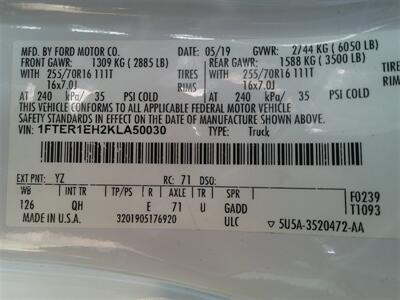 MFD. BY FORD MOTOR CO. 05/19 GVWR: 2744 KG (6050 LB)
FRONT GAWR: 1309 KG (2885 LB) REAR GAWR: 1588 KG (3500 LB)
WITH 255/70R16 111T TIRES WITH 255/70R16 111T TIRES
16x7.0J RIMS 16x7.0J RIMS
AT 240 kPa/ 35 PSI COLD AT 240 kPa/ 35 PSI COLD
THIS VEHICLE CONFORMS TO ALL APPLICABLE FEDERAL MOTOR VEHICLE
SAFETY STANDARDS IN EFFECT ON THE DATE OF MANUFACTURE SHOWN ABOVE.
VIN: 1FTER1EH2KLA50030 TYPE: Truck
EXT PNT: YZ RC: 71 DSO:
WB INT TR TP/PS R AXLE TR SPR F0239
126 QH E 71 U GADD T1093
MADE IN U.S.A. 3201905176920 ULC 5U5A-3520472-AA